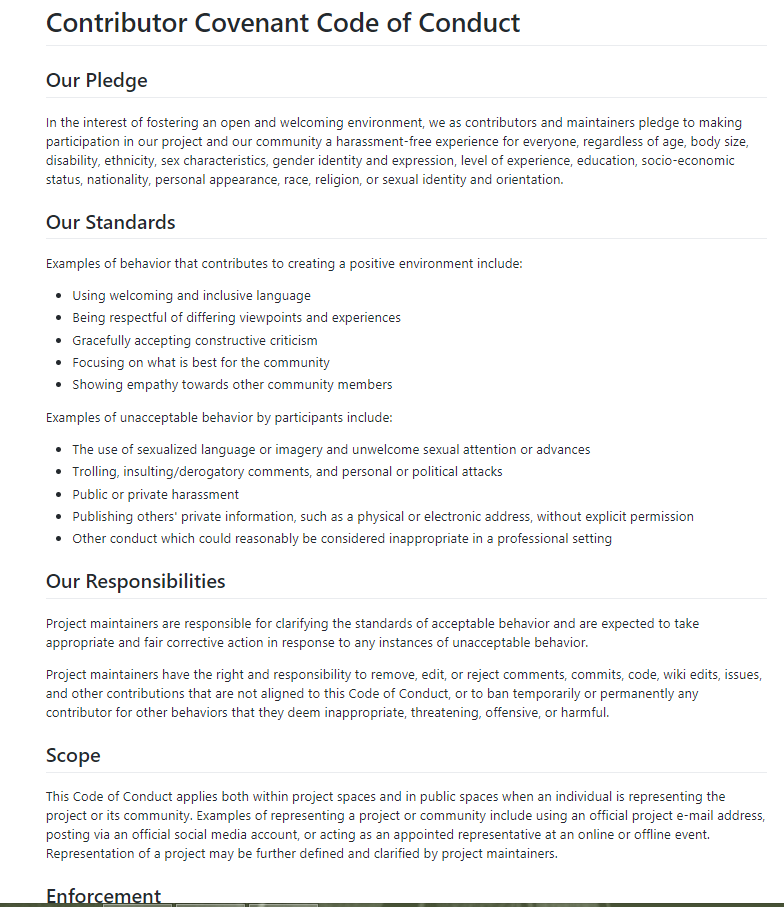 Contributor Covenant Code of Conduct
Our Pledge
In the interest of fostering an open and welcoming environment, we as contributors and maintainers pledge to making
participation in our project and our community a harassment-free experience for everyone, regardless of age, body size,
disability, ethnicity, sex characteristics, gender identity and expression, level of experience, education, socio-economic
status, nationality, personal appearance, race, religion, or sexual identity and orientation.
Our Standards
Examples of behavior that contributes to creating a positive environment include:
• Using welcoming and inclusive language
• Being respectful of differing viewpoints and experiences
• Gracefully accepting constructive criticism
• Focusing on what is best for the community
• Showing empathy towards other community members
Examples of unacceptable behavior by participants include:
• The use of sexualized language or imagery and unwelcome sexual attention or advances
• Trolling, insulting/derogatory comments, and personal or political attacks
• Public or private harassment
• Publishing others' private information, such as a physical or electronic address, without explicit permission
• Other conduct which could reasonably be considered inappropriate in a professional setting
Our Responsibilities
Project maintainers are responsible for clarifying the standards of acceptable behavior and are expected to take
appropriate and fair corrective action in response to any instances of unacceptable behavior.
Project maintainers have the right and responsibility to remove, edit, or reject comments, commits, code, wiki edits, issues,
and other contributions that are not aligned to this Code of Conduct, or to ban temporarily or permanently any
contributor for other behaviors that they deem inappropriate, threatening, offensive, or harmful.
Scope
This Code of Conduct applies both within project spaces and in public spaces when an individual is representing the
project or its community. Examples of representing a project or community include using an official project e-mail address,
posting via an official social media account, or acting as an appointed representative at an online or offline event.
Representation of a project may be further defined and clarified by project maintainers.
Enforcement